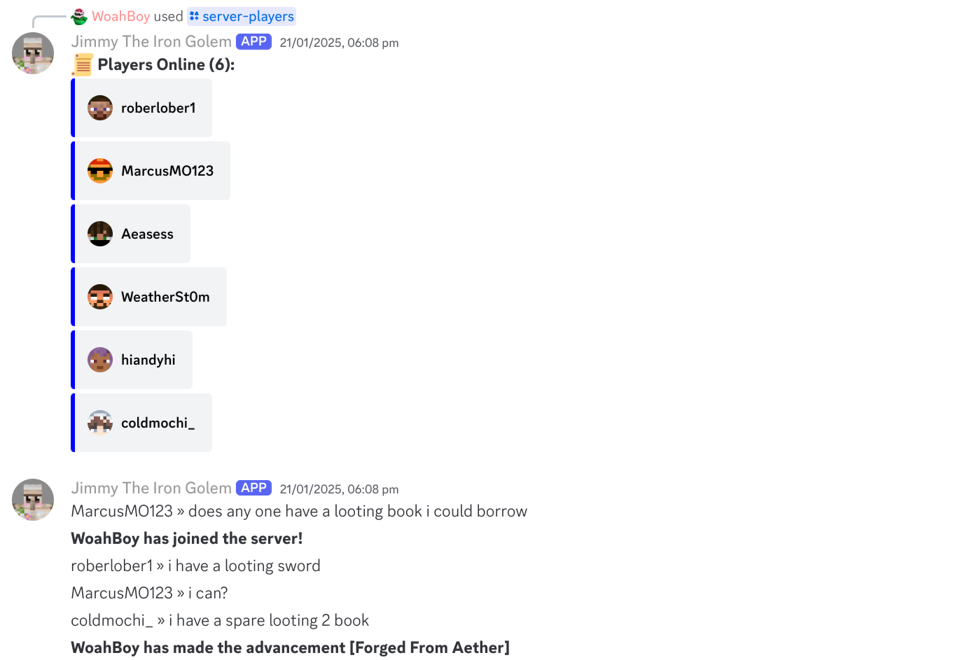 WoahBoy used server-players
Jimmy The Iron Golem APP 21/01/2025, 06:08 pm
Players Online (6):
roberlober1
MarcusMO123
Aeasess
WeatherSt0m
hiandyhi
coldmochi_
Jimmy The Iron Golem APP 21/01/2025, 06:08 pm
MarcusMO123 » does any one have a looting book i could borrow
WoahBoy has joined the server!
roberlober1 » i have a looting sword
MarcusMO123 » i can?
coldmochi_ » i have a spare looting 2 book
WoahBoy has made the advancement [Forged From Aether]